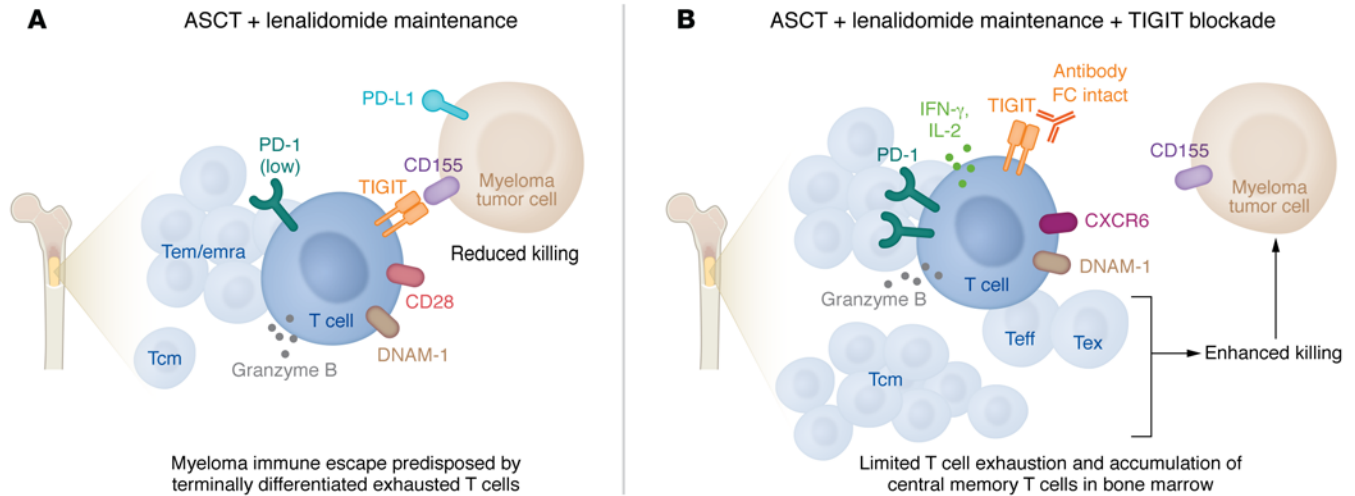 A
ASCT + lenalidomide maintenance
PD-L1
PD-1
(low)
CD155
TIGIT
Myeloma
tumor cell
Tem/emra
Reduced killing
CD28
T cell
DNAM-1
Tcm
Granzyme B
Myeloma immune escape predisposed by
terminally differentiated exhausted T cells
B
ASCT + lenalidomide maintenance + TIGIT blockade
Antibody
FC intact
TIGIT
IFN-γ,
IL-2
PD-1
CD155
Myeloma
tumor cell
CXCR6
DNAM-1
T cell
Granzyme B
Teff
Tex
Enhanced killing
Tcm
Limited T cell exhaustion and accumulation of
central memory T cells in bone marrow